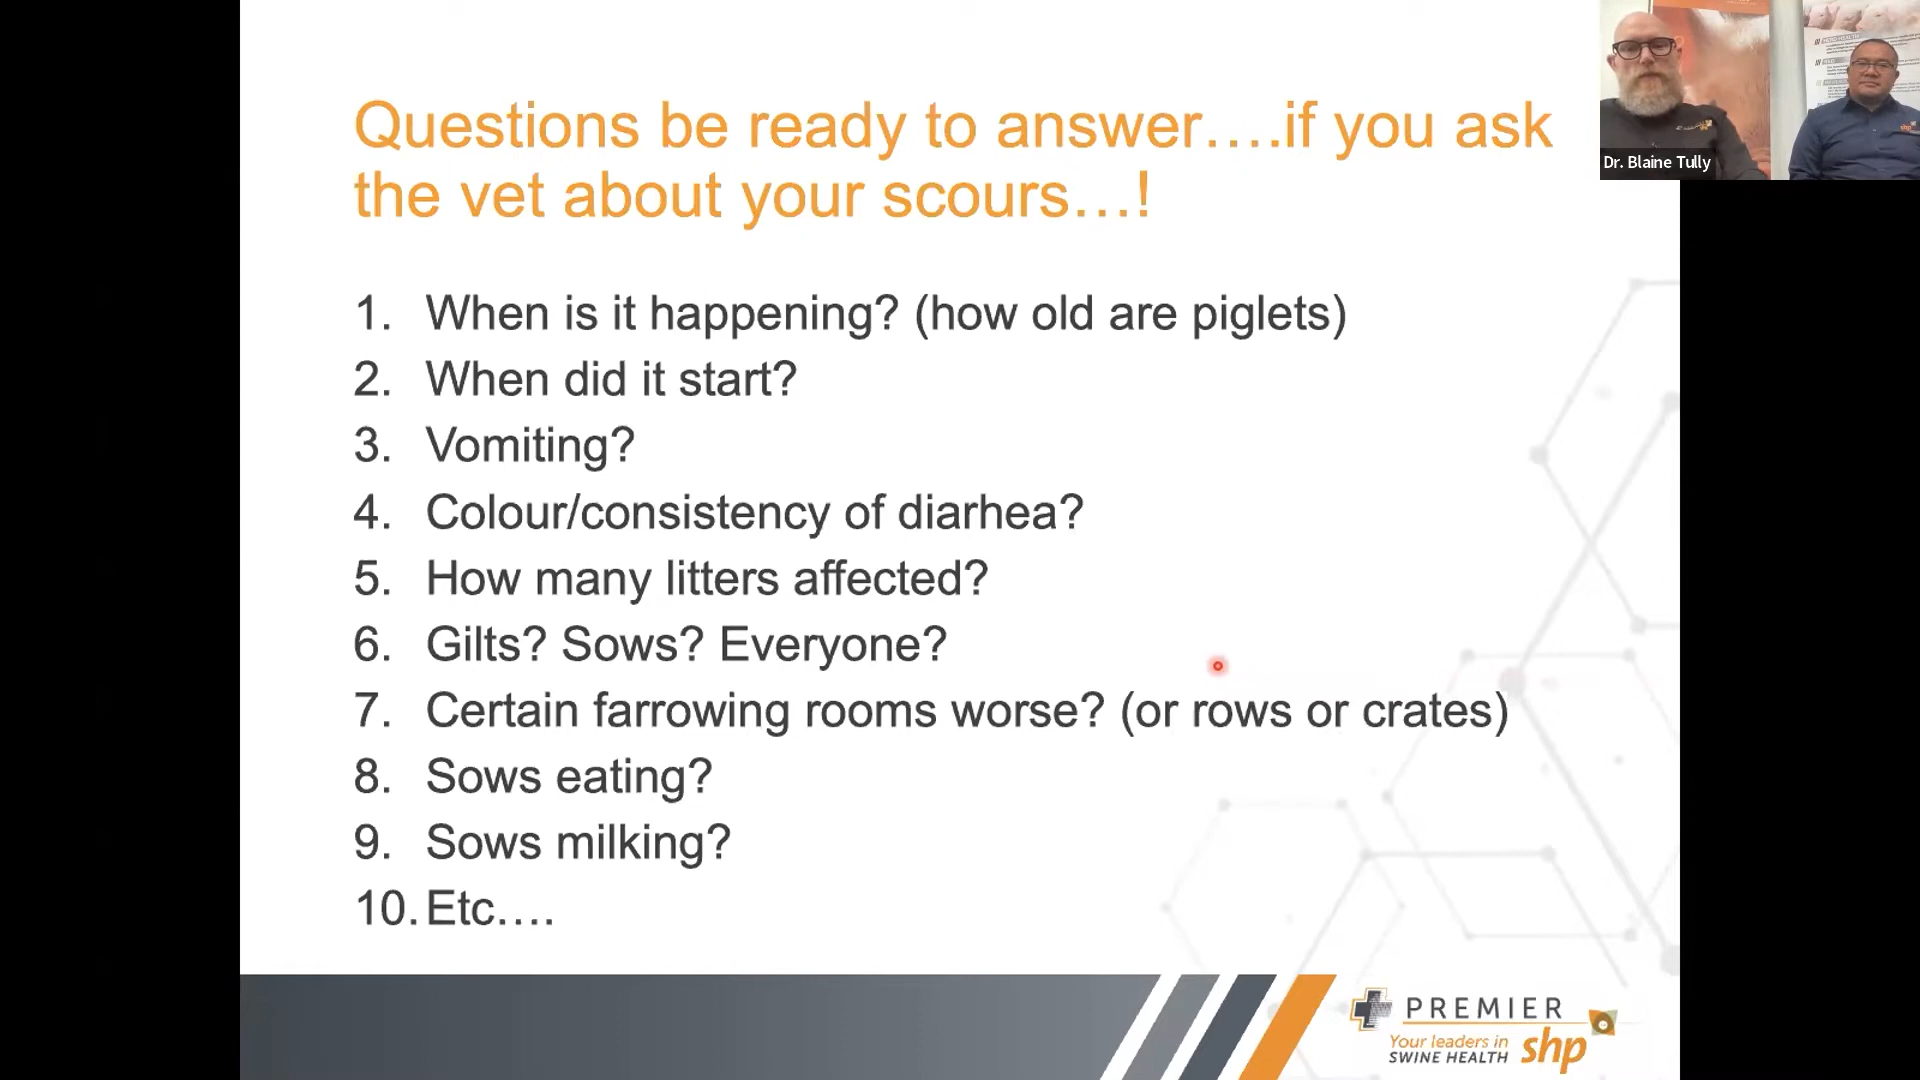 Questions be ready to answer….if you ask
the vet about your scours…!
1. When is it happening? (how old are piglets)
2. When did it start?
3. Vomiting?
4. Colour/consistency of diarhea?
5. How many litters affected?
6. Gilts? Sows? Everyone?
7. Certain farrowing rooms worse? (or rows or crates)
8. Sows eating?
9. Sows milking?
10. Etc….
Dr. Blaine Tully
shp
PREMIER
Your leaders in
SWINE HEALTH
shp